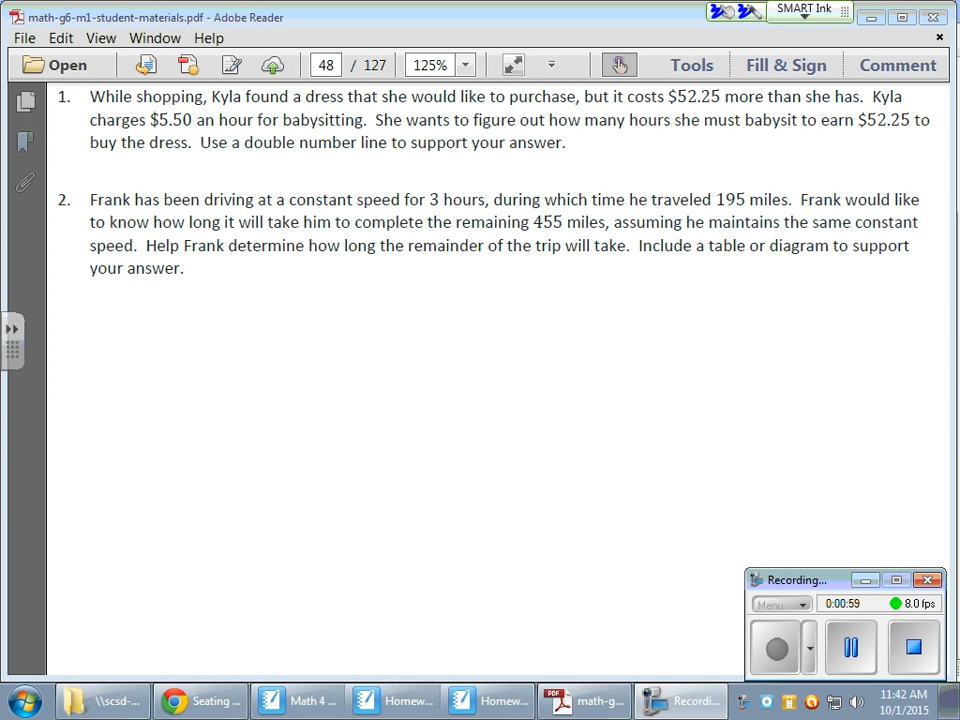 math-g6-m1-student-materials.pdf - Adobe Reader
SMART Ink
File Edit View Window Help
Open 48 / 127 125% Tools Fill & Sign Comment
1. While shopping, Kyla found a dress that she would like to purchase, but it costs $52.25 more than she has. Kyla
charges $5.50 an hour for babysitting. She wants to figure out how many hours she must babysit to earn $52.25 to
buy the dress. Use a double number line to support your answer.
2. Frank has been driving at a constant speed for 3 hours, during which time he traveled 195 miles. Frank would like
to know how long it will take him to complete the remaining 455 miles, assuming he maintains the same constant
speed. Help Frank determine how long the remainder of the trip will take. Include a table or diagram to support
your answer.
Recording...
Menu 0:00:59 8.0 fps
\\scsd-... Seating ... Math 4 ... Homew... Homew... math-g... Recordi...
11:42 AM
10/1/2015